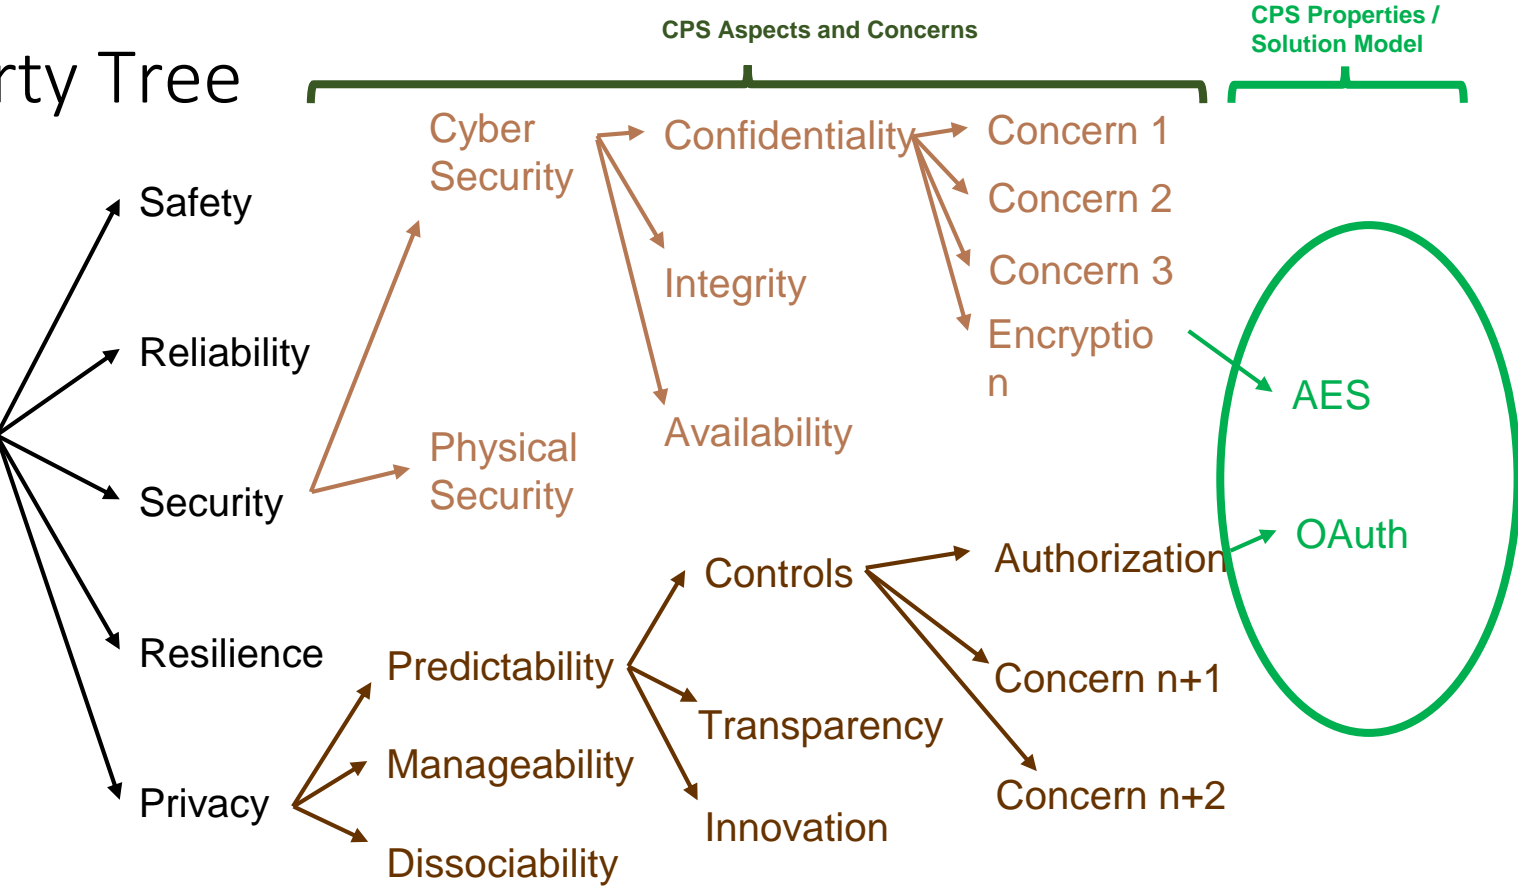 CPS Aspects and Concerns
CPS Properties /
Solution Model
rty Tree
Cyber
Security
Confidentiality
Concern 1
Concern 2
Concern 3
Encryptio
n
Integrity
Availability
Physical
Security
Safety
Reliability
Security
Resilience
Privacy
AES
OAuth
Controls
Authorization
Concern n+1
Concern n+2
Predictability
Transparency
Manageability
Innovation
Dissociability